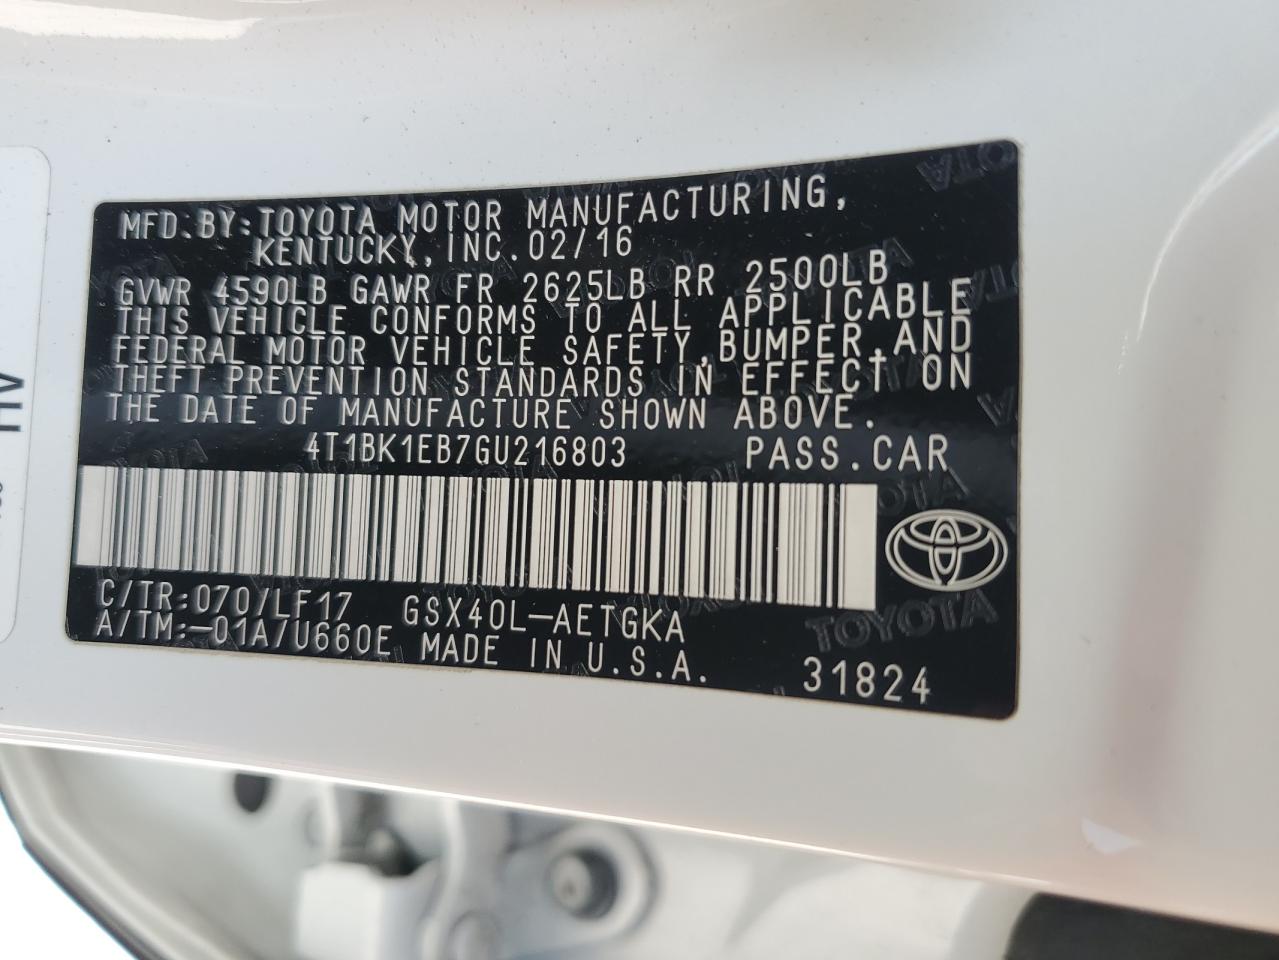 MFD.BY:TOYOTA MOTOR MANUFACTURING,
KENTUCKY, INC.02/16
GVWR 4590LB GAWR FR 2625LB RR 2500LB
THIS VEHICLE CONFORMS TO ALL APPLICABLE
FEDERAL MOTOR VEHICLE SAFETY,BUMPER,AND
THEFT PREVENTION STANDARDS IN EFFECT ON
THE DATE OF MANUFACTURE SHOWN ABOVE.
4T1BK1EB7GU216803 PASS.CAR
C/TR:070/LF17 GSX40L-AETGKA
A/TM:-01A/U660E MADE IN U.S.A. 31824
TOYOTA